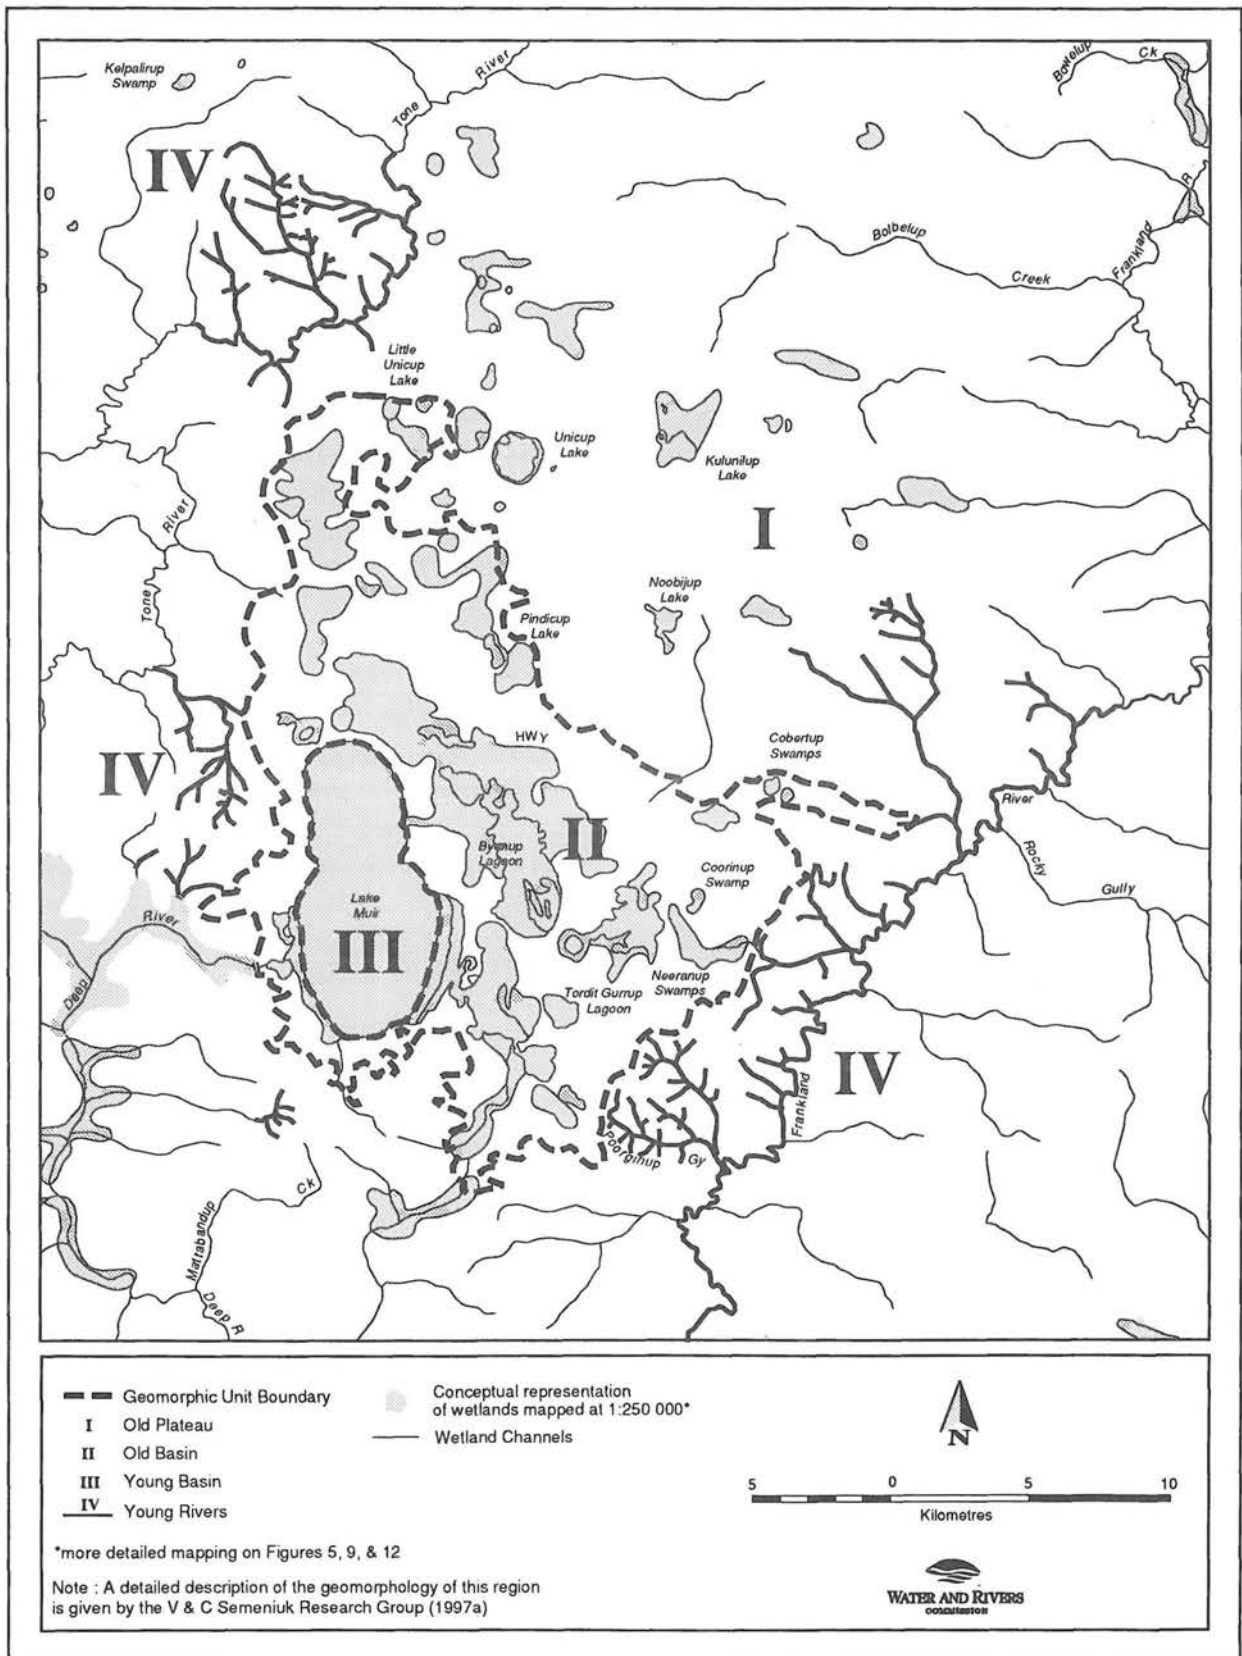 Kelpalirup
Swamp
Tone
River
Bowelup
Ck
IV
R
Frankland
Bolbelup
Creek
Little
Unicup
Lake
Unicup
Lake
Kulunilup
Lake
River
Tone
I
Noobijup
Lake
Pindicup
Lake
HWY
Cobertup
Swamps
IV
River
Rocky
Gully
II
Byenup
Lagoon
Coorinup
Swamp
Lake
Muir
III
River
Deep
Neeranup
Swamps
Tordit Gurrup
Lagoon
IV
Frankland
Poorginup
Gy
Ck
Mattabandup
Deep R
Geomorphic Unit Boundary
I Old Plateau
II Old Basin
III Young Basin
IV Young Rivers
Conceptual representation
of wetlands mapped at 1:250 000*
Wetland Channels
N
5 0 5 10
Kilometres
*more detailed mapping on Figures 5, 9, & 12
Note : A detailed description of the geomorphology of this region
is given by the V & C Semeniuk Research Group (1997a)
WATER AND RIVERS
COMMISSION